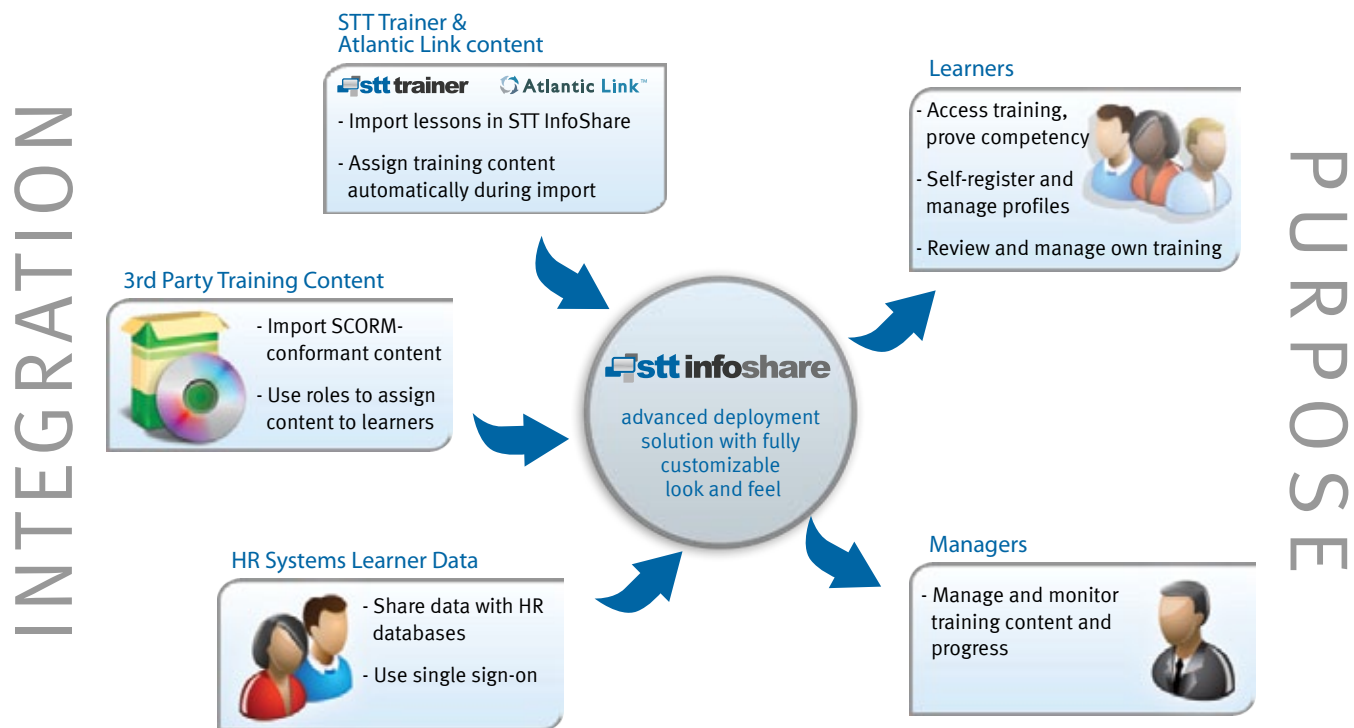 INTEGRATION
STT Trainer &
Atlantic Link content
stt trainer
Atlantic Link™
- Import lessons in STT InfoShare
- Assign training content
automatically during import
3rd Party Training Content
- Import SCORM-
conformant content
- Use roles to assign
content to learners
HR Systems Learner Data
- Share data with HR
databases
- Use single sign-on
stt infoshare
advanced deployment
solution with fully
customizable
look and feel
Learners
- Access training,
prove competency
- Self-register and
manage profiles
- Review and manage own training
Managers
- Manage and monitor
training content and
progress
PURPOSE